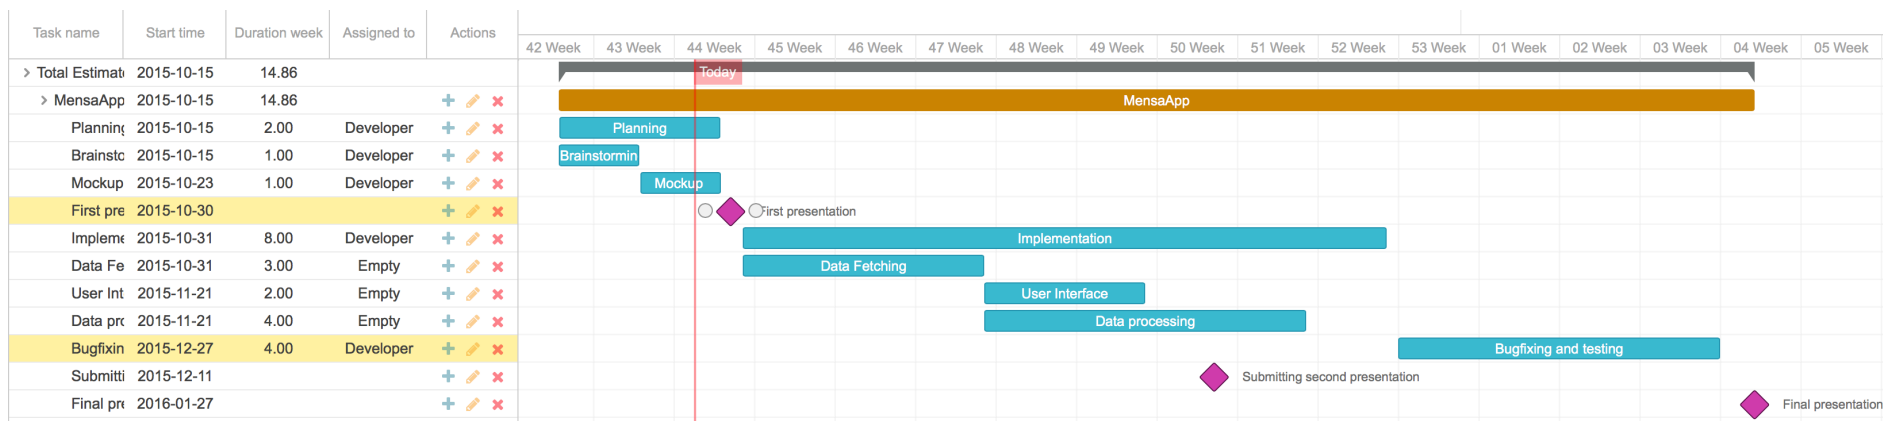 Task name Start time Duration week Assigned to Actions
42 Week 43 Week 44 Week 45 Week 46 Week 47 Week 48 Week 49 Week 50 Week 51 Week 52 Week 53 Week 01 Week 02 Week 03 Week 04 Week 05 Week
Total Estimat 2015-10-15 14.86 Today
MensaApp 2015-10-15 14.86 MensaApp
Planning 2015-10-15 2.00 Developer Planning
Brainsto 2015-10-15 1.00 Developer Brainstormin
Mockup 2015-10-23 1.00 Developer Mockup
First pre 2015-10-30 First presentation
Impleme 2015-10-31 8.00 Developer Implementation
Data Fe 2015-10-31 3.00 Empty Data Fetching
User Int 2015-11-21 2.00 Empty User Interface
Data pro 2015-11-21 4.00 Empty Data processing
Bugfixin 2015-12-27 4.00 Developer Bugfixing and testing
Submitti 2015-12-11 Submitting second presentation
Final pre 2016-01-27 Final presentation